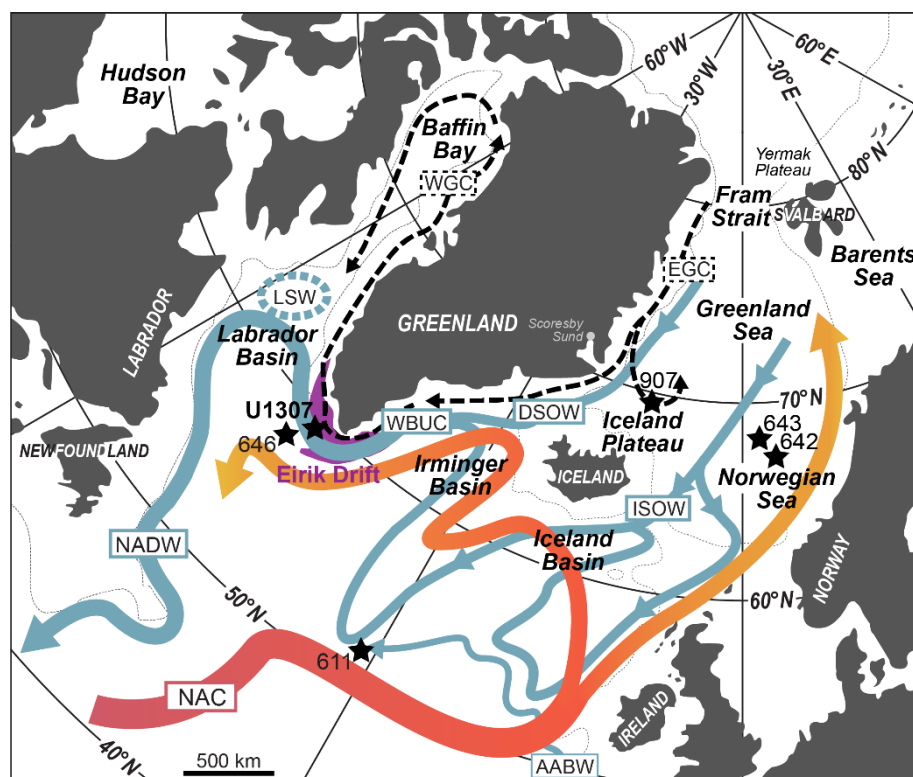 60°W
60°E
30°W
30°E
Hudson
Bay
Baffin
Bay
Yermak
Plateau
80°N
WGC
Fram
Strait
SVALBARD
Barents
Sea
EGC
LSW
LABRADOR
Labrador
Basin
GREENLAND
Scoresby
Sund
Greenland
Sea
907
70°N
U1307
WBUC
DSOW
Iceland
Plateau
643
642
646
NEWFOUNDLAND
Eirik Drift
Irminger
Basin
ICELAND
Norwegian
Sea
ISOW
NADW
Iceland
Basin
NORWAY
50°N
60°N
611
NAC
IRELAND
40°N
500 km
AABW